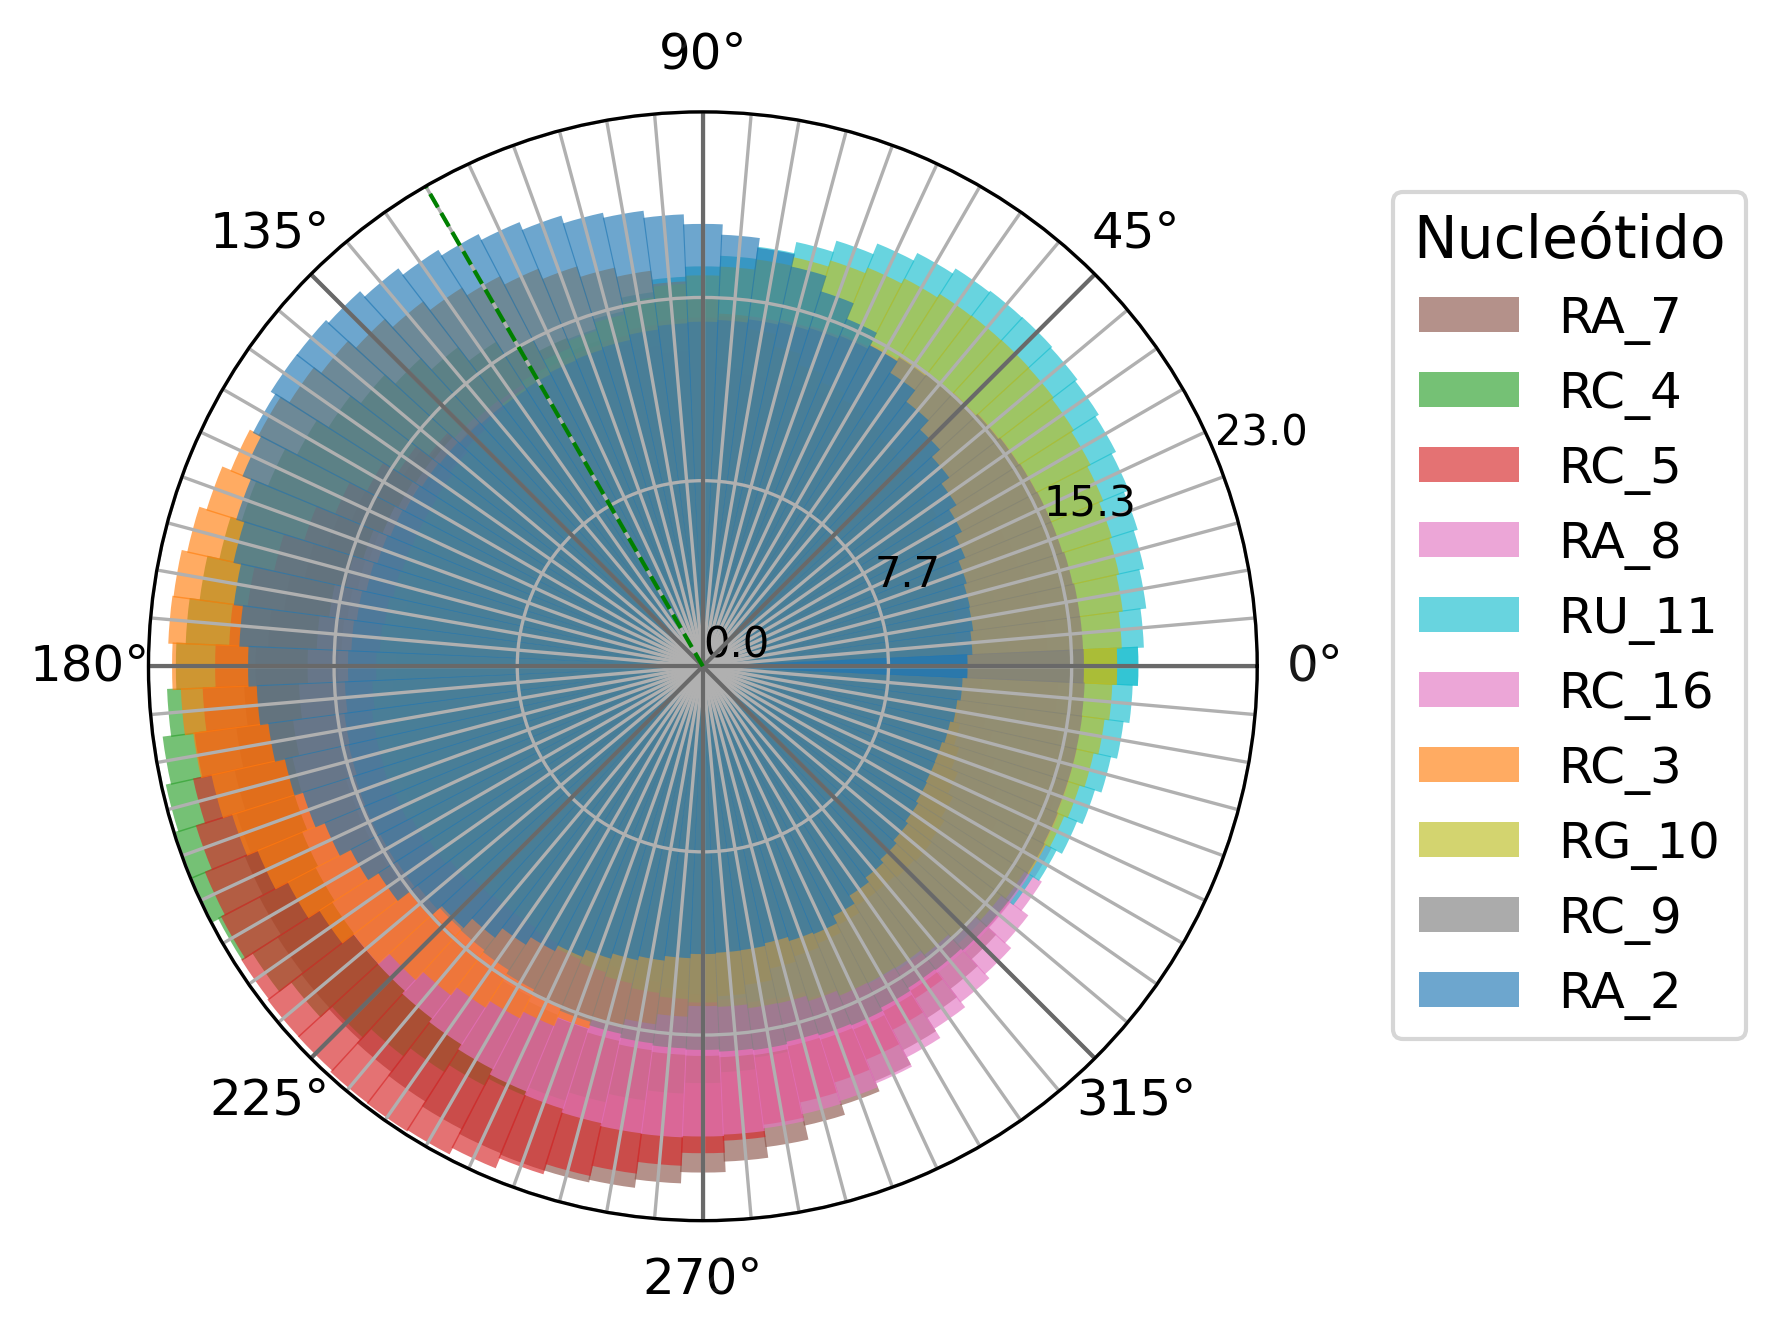 90°
135°
45°
180°
0°
225°
315°
270°
23.0
15.3
7.7
0.0
Nucleótido
RA_7
RC_4
RC_5
RA_8
RU_11
RC_16
RC_3
RG_10
RC_9
RA_2